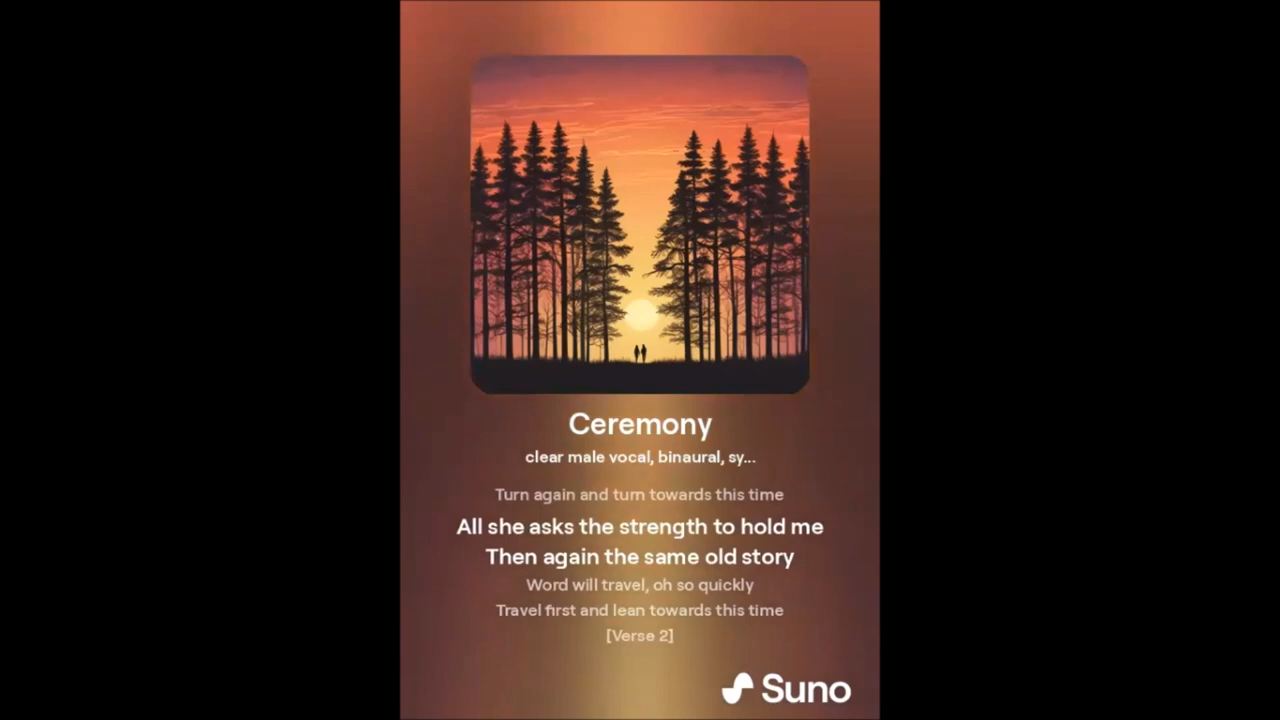 Ceremony
clear male vocal, binaural, sy...
Turn again and turn towards this time
All she asks the strength to hold me
Then again the same old story
Word will travel, oh so quickly
Travel first and lean towards this time
[Verse 2]
Suno